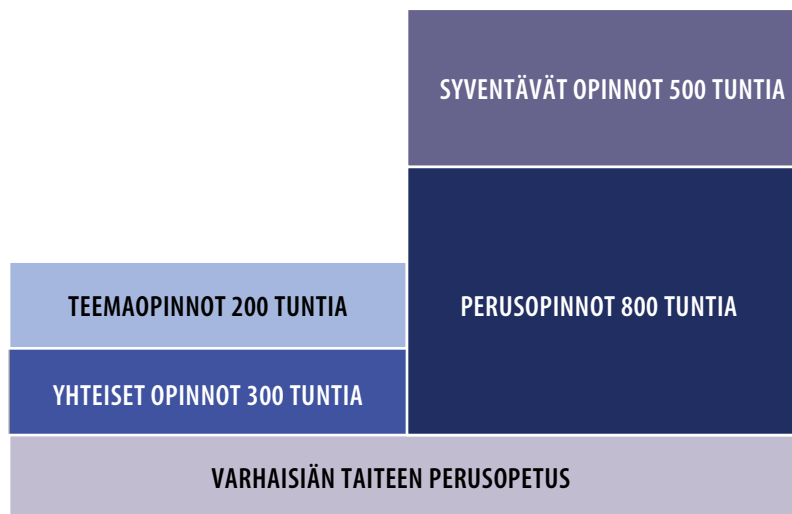 SYVENTÄVÄT OPINNOT 500 TUNTIA
TEEMAOPINNOT 200 TUNTIA
PERUSOPINNOT 800 TUNTIA
YHTEISET OPINNOT 300 TUNTIA
VARHAISIÄN TAITEEN PERUSOPETUS